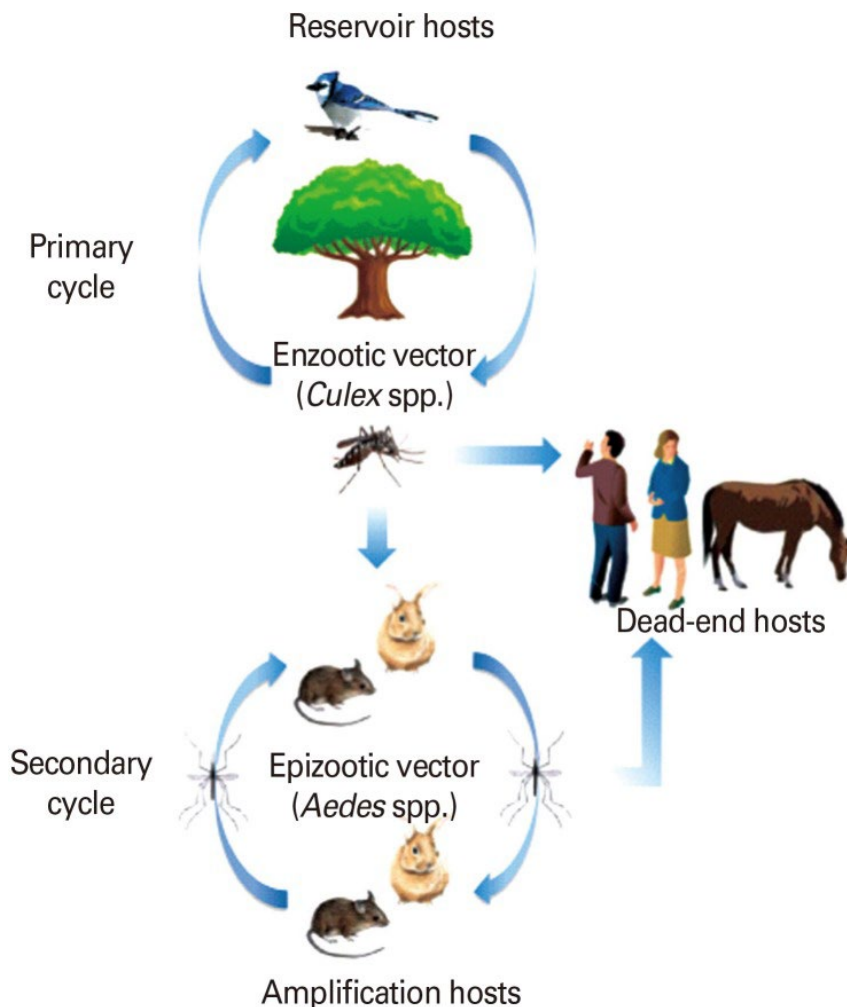 Reservoir hosts
Primary
cycle
Enzootic vector
(Culex spp.)
Dead-end hosts
Secondary
cycle
Epizootic vector
(Aedes spp.)
Amplification hosts